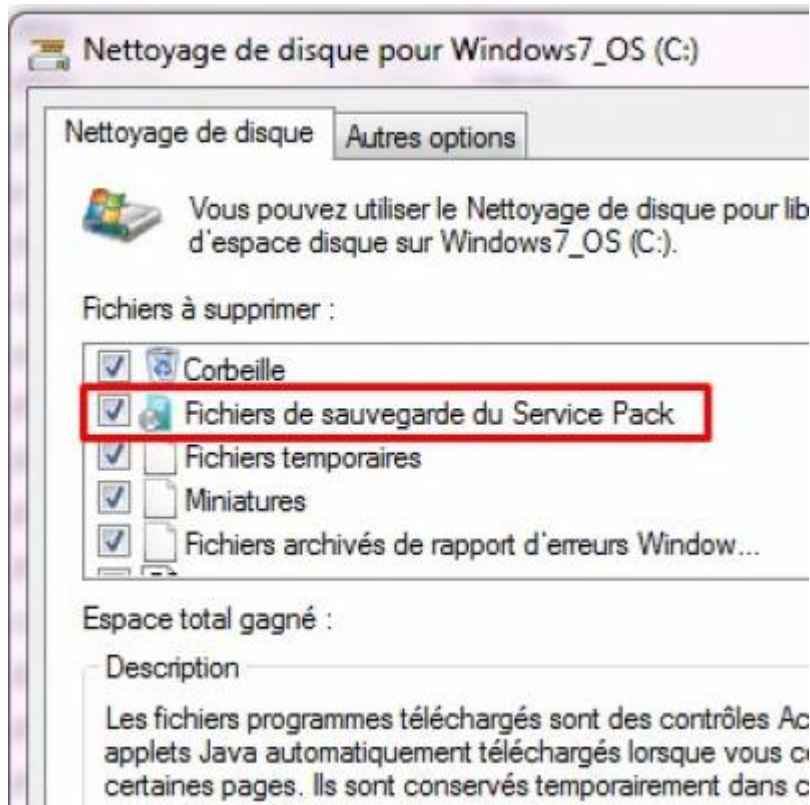 Nettoyage de disque pour Windows7_OS (C:)
Nettoyage de disque
Autres options
Vous pouvez utiliser le Nettoyage de disque pour lib
d'espace disque sur Windows7_OS (C:).
Fichiers à supprimer :
Corbeille
Fichiers de sauvegarde du Service Pack
Fichiers temporaires
Miniatures
Fichiers archivés de rapport d'erreurs Window...
Espace total gagné :
Description
Les fichiers programmes téléchargés sont des contrôles Ac
applets Java automatiquement téléchargés lorsque vous c
certaines pages. Ils sont conservés temporairement dans